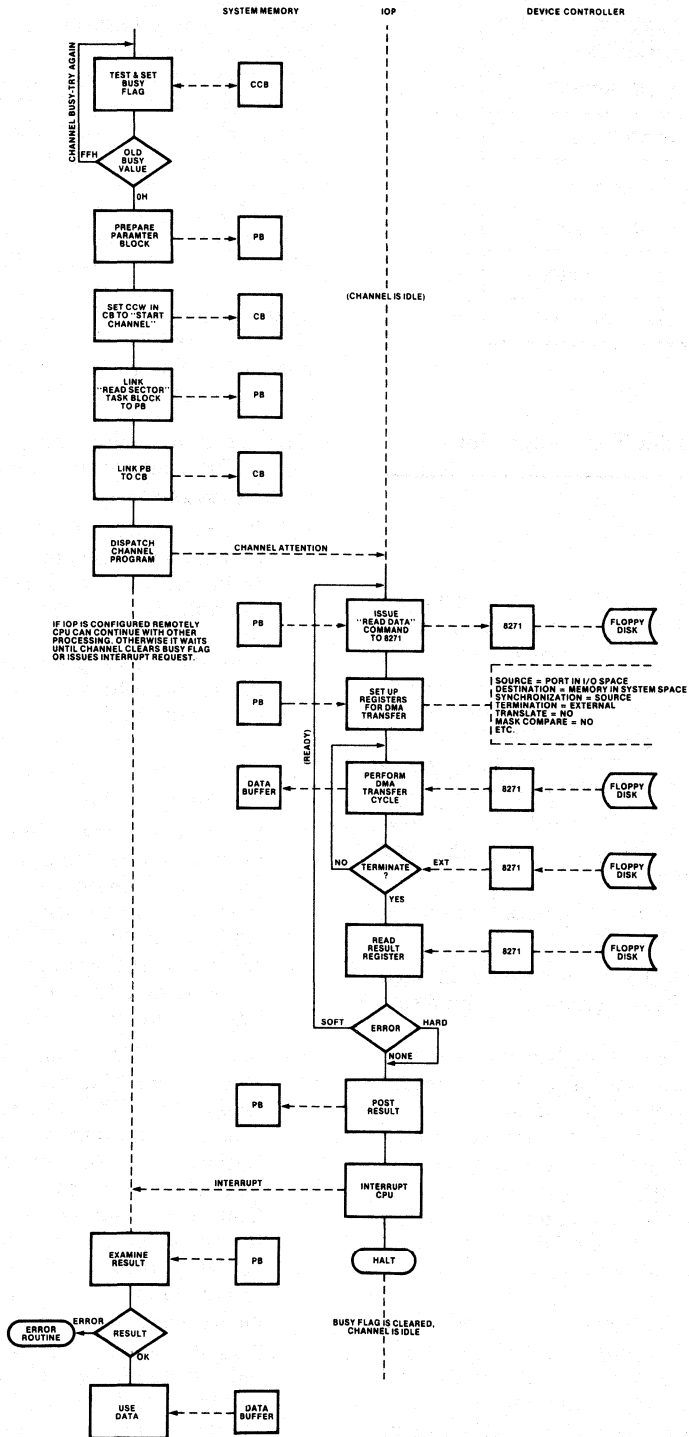 SYSTEM MEMORY
IOP
DEVICE CONTROLLER
CHANNEL BUSY-TRY AGAIN
TEST & SET
BUSY
FLAG
CCB
FFH
OLD
BUSY
VALUE
0H
PREPARE
PARAMTER
BLOCK
PB
(CHANNEL IS IDLE)
SET CCW IN
CB TO "START
CHANNEL"
CB
LINK
"READ SECTOR"
TASK BLOCK
TO PB
PB
LINK PB
TO CB
CB
DISPATCH
CHANNEL
PROGRAM
CHANNEL ATTENTION
IF IOP IS CONFIGURED REMOTELY
CPU CAN CONTINUE WITH OTHER
PROCESSING. OTHERWISE IT WAITS
UNTIL CHANNEL CLEARS BUSY FLAG
OR ISSUES INTERRUPT REQUEST.
PB
ISSUE
"READ DATA"
COMMAND
TO 8271
8271
FLOPPY
DISK
PB
SET UP
REGISTERS
FOR DMA
TRANSFER
SOURCE = PORT IN I/O SPACE
DESTINATION = MEMORY IN SYSTEM SPACE
SYNCHRONIZATION = SOURCE
TERMINATION = EXTERNAL
TRANSLATE = NO
MASK COMPARE = NO
ETC.
(READY)
DATA
BUFFER
PERFORM
DMA
TRANSFER
CYCLE
8271
FLOPPY
DISK
NO
TERMINATE
?
EXT
8271
FLOPPY
DISK
YES
READ
RESULT
REGISTER
8271
FLOPPY
DISK
SOFT
ERROR
HARD
NONE
PB
POST
RESULT
INTERRUPT
INTERRUPT
CPU
EXAMINE
RESULT
PB
HALT
ERROR
ROUTINE
ERROR
RESULT
OK
BUSY FLAG IS CLEARED,
CHANNEL IS IDLE
USE
DATA
DATA
BUFFER